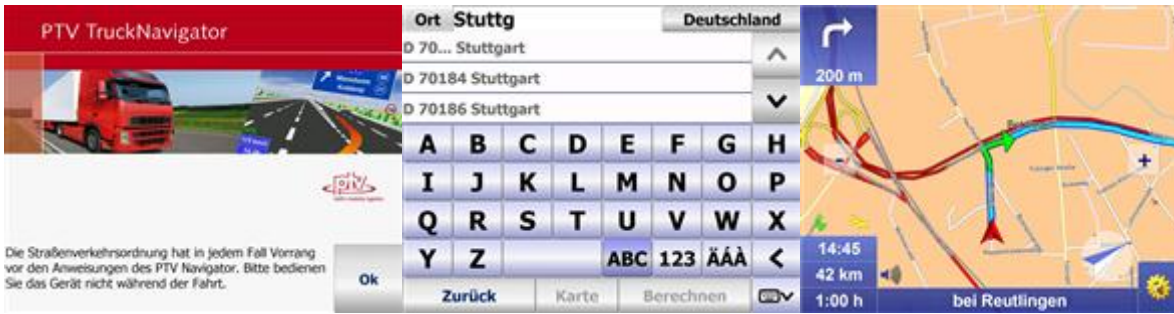 PTV TruckNavigator
ptv
Die Straßenverkehrsordnung hat in jedem Fall Vorrang
vor den Anweisungen des PTV Navigator. Bitte bedienen
Sie das Gerät nicht während der Fahrt.
Ok
Ort Stuttg Deutschland
D 70... Stuttgart
D 70184 Stuttgart
D 70186 Stuttgart
A B C D E F G H
I J K L M N O P
Q R S T U V W X
Y Z ABC 123 ÄÁÀ <
Zurück Karte Berechnen
200 m
- +
14:45
42 km
1:00 h bei Reutlingen